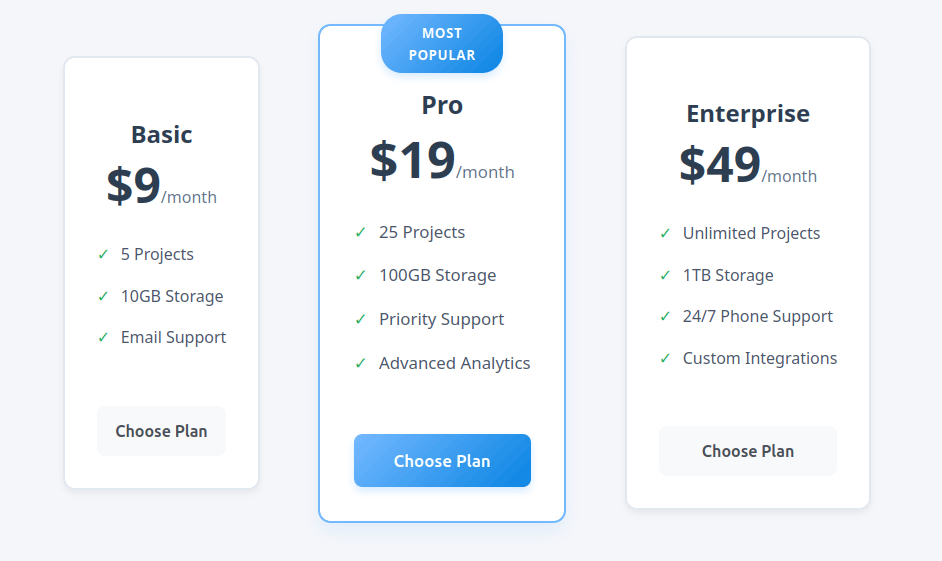 Basic
$9/month
✓ 5 Projects
✓ 10GB Storage
✓ Email Support
Choose Plan
MOST
POPULAR
Pro
$19/month
✓ 25 Projects
✓ 100GB Storage
✓ Priority Support
✓ Advanced Analytics
Choose Plan
Enterprise
$49/month
✓ Unlimited Projects
✓ 1TB Storage
✓ 24/7 Phone Support
✓ Custom Integrations
Choose Plan